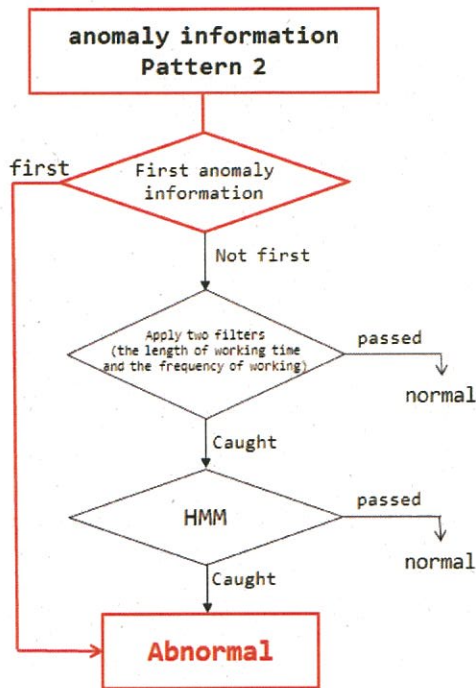 anomaly information
Pattern 2
first
First anomaly
information
Not first
Apply two filters
(the length of working time
and the frequency of working)
passed
normal
Caught
HMM
passed
normal
Caught
Abnormal